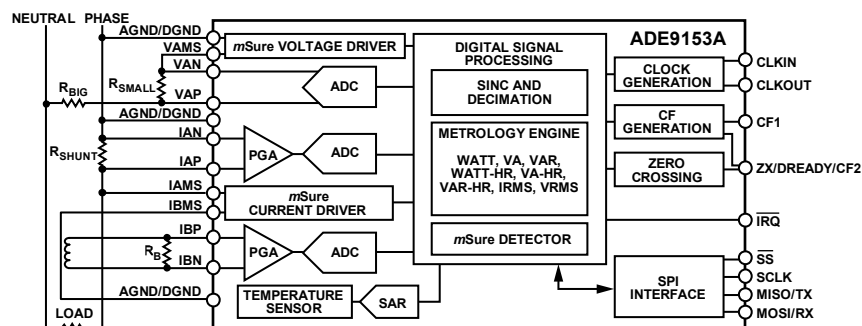 NEUTRAL PHASE
AGND/DGND
VAMS
VAN
RBIG
RSMALL
VAP
AGND/DGND
IAN
RSHUNT
IAP
IAMS
IBMS
IBP
RB
IBN
AGND/DGND
LOAD
mSure VOLTAGE DRIVER
ADC
PGA
ADC
mSure
CURRENT DRIVER
PGA
ADC
TEMPERATURE
SENSOR
SAR
DIGITAL SIGNAL
PROCESSING
SINC AND
DECIMATION
METROLOGY ENGINE
WATT, VA, VAR,
WATT-HR, VA-HR,
VAR-HR, IRMS, VRMS
mSure DETECTOR
ADE9153A
CLOCK
GENERATION
CF
GENERATION
ZERO
CROSSING
SPI
INTERFACE
CLKIN
CLKOUT
CF1
ZX/DREADY/CF2
IRQ
SS
SCLK
MISO/TX
MOSI/RX